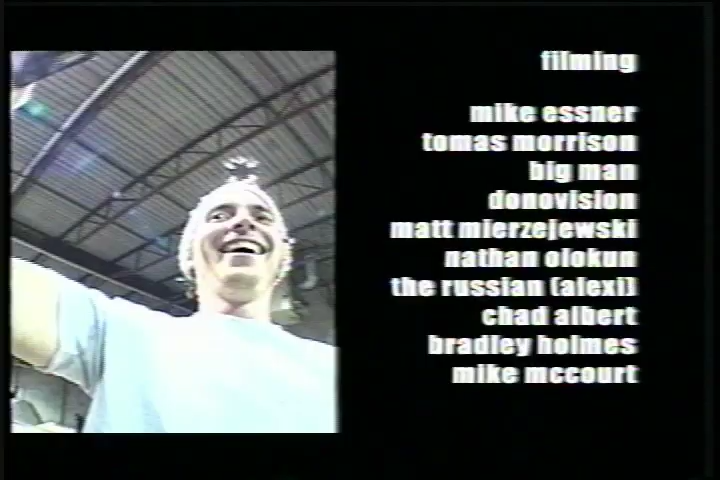 filming
mike essner
tomas morrison
big man
donovision
matt mierzejewski
nathan olokun
the russian (alexi)
chad albert
bradley holmes
mike mccourt